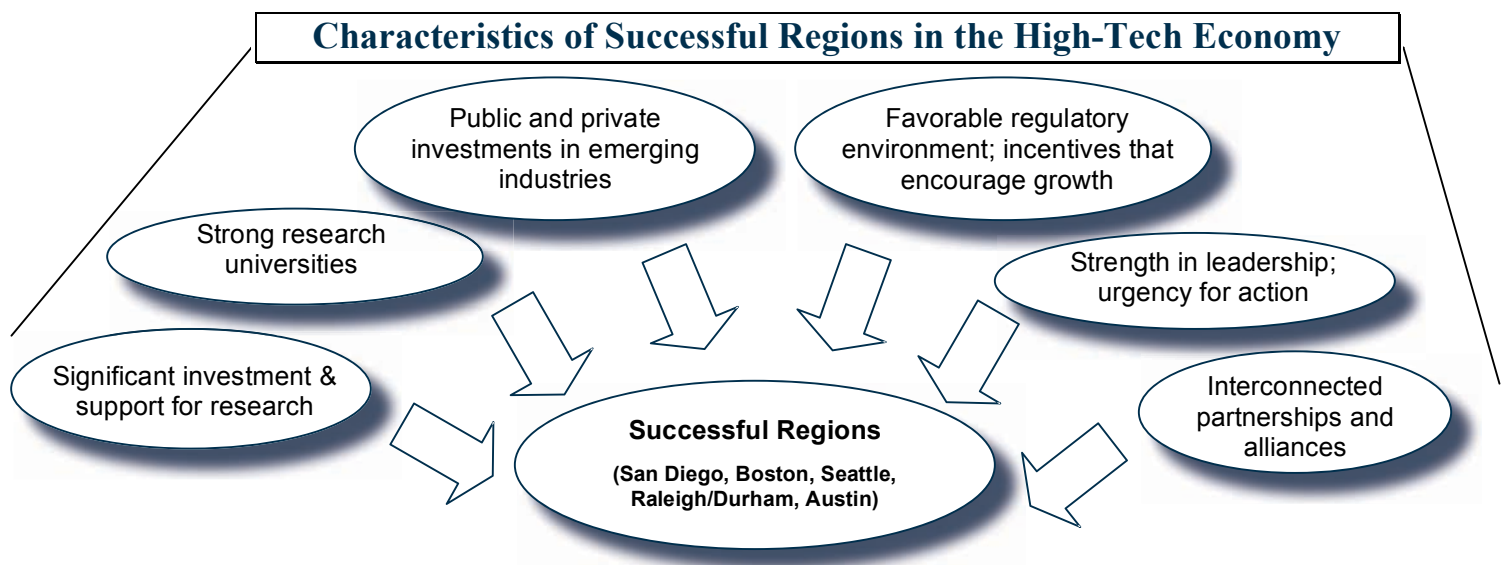 Characteristics of Successful Regions in the High-Tech Economy
Public and private
investments in emerging
industries
Favorable regulatory
environment; incentives that
encourage growth
Strong research
universities
Strength in leadership;
urgency for action
Significant investment &
support for research
Interconnected
partnerships and
alliances
Successful Regions
(San Diego, Boston, Seattle,
Raleigh/Durham, Austin)